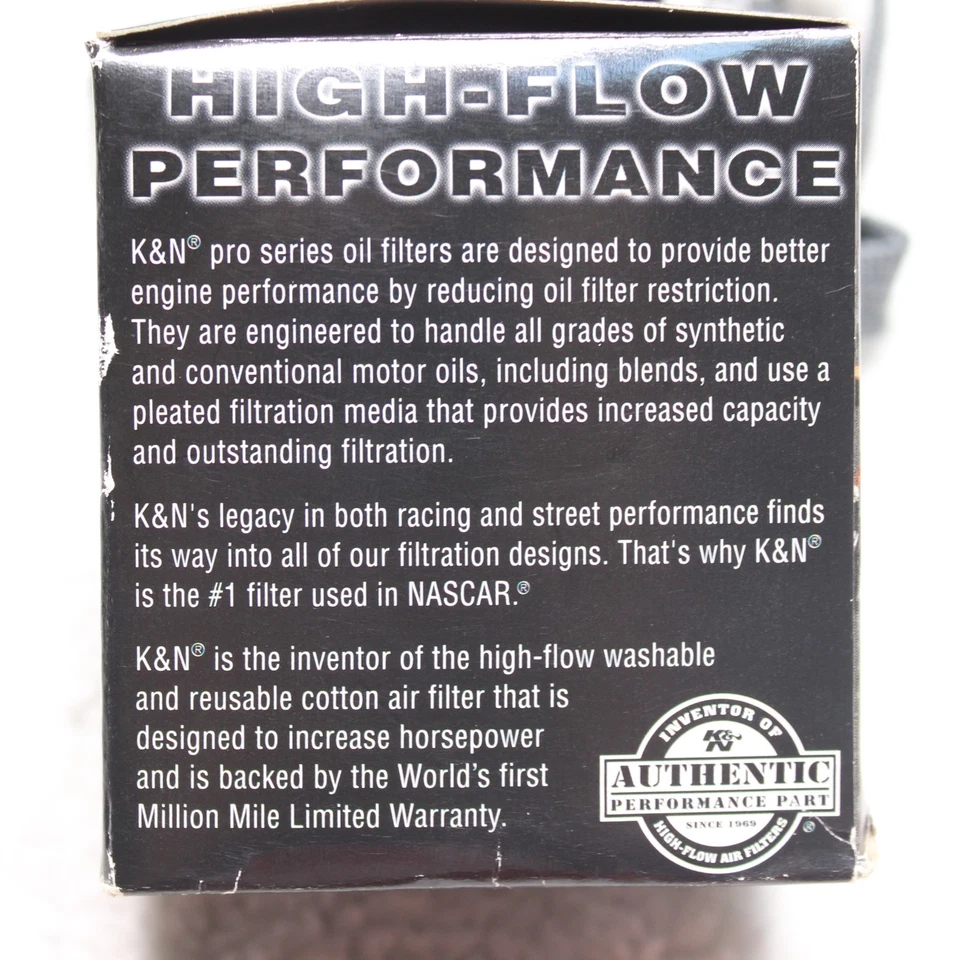 HIGH-FLOW
PERFORMANCE
K&N® pro series oil filters are designed to provide better
engine performance by reducing oil filter restriction.
They are engineered to handle all grades of synthetic
and conventional motor oils, including blends, and use a
pleated filtration media that provides increased capacity
and outstanding filtration.
K&N's legacy in both racing and street performance finds
its way into all of our filtration designs. That's why K&N®
is the #1 filter used in NASCAR.®
K&N® is the inventor of the high-flow washable
and reusable cotton air filter that is
designed to increase horsepower
and is backed by the World's first
Million Mile Limited Warranty.
INVENTOR OF
K&N
AUTHENTIC
PERFORMANCE PART
SINCE 1969
HIGH-FLOW AIR FILTERS
®